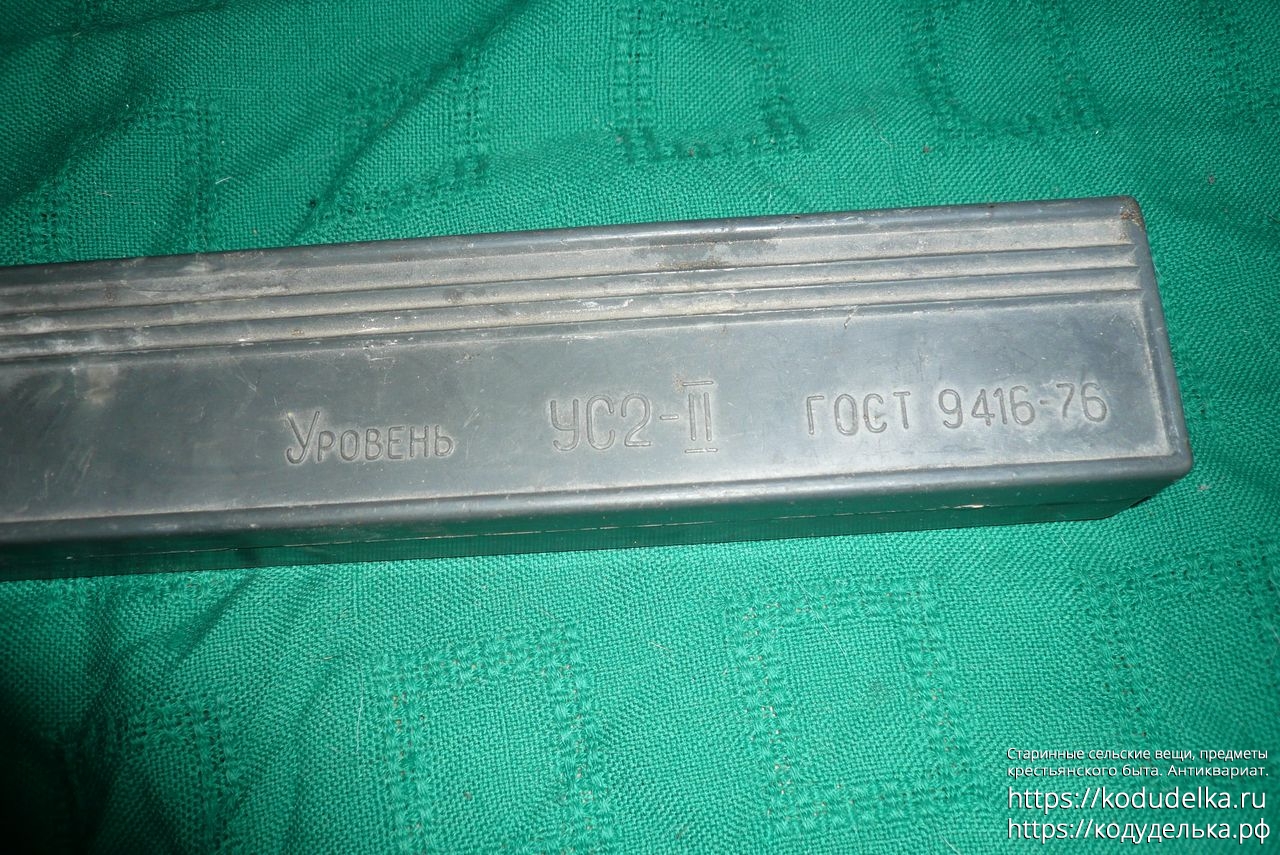 Уровень УС2-II ГОСТ 9416-76
Старинные сельские вещи, предметы
крестьянского быта. Антиквариат.
https://kodudelka.ru
https://кодуделька.рф